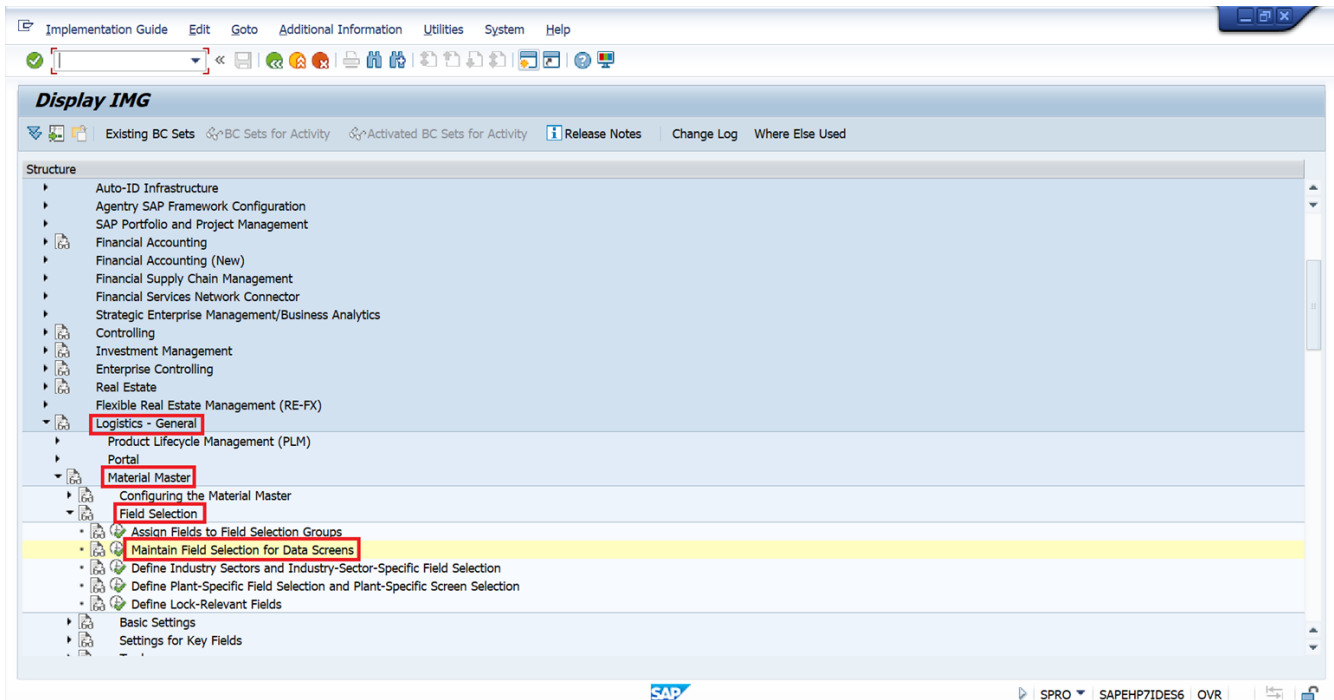 Implementation Guide Edit Goto Additional Information Utilities System Help
Display IMG
Existing BC Sets BC Sets for Activity Activated BC Sets for Activity Release Notes Change Log Where Else Used
Structure
Auto-ID Infrastructure
Agentry SAP Framework Configuration
SAP Portfolio and Project Management
Financial Accounting
Financial Accounting (New)
Financial Supply Chain Management
Financial Services Network Connector
Strategic Enterprise Management/Business Analytics
Controlling
Investment Management
Enterprise Controlling
Real Estate
Flexible Real Estate Management (RE-FX)
Logistics - General
Product Lifecycle Management (PLM)
Portal
Material Master
Configuring the Material Master
Field Selection
Assign Fields to Field Selection Groups
Maintain Field Selection for Data Screens
Define Industry Sectors and Industry-Sector-Specific Field Selection
Define Plant-Specific Field Selection and Plant-Specific Screen Selection
Define Lock-Relevant Fields
Basic Settings
Settings for Key Fields
SAP SPRO SAPEHP7IDES6 OVR